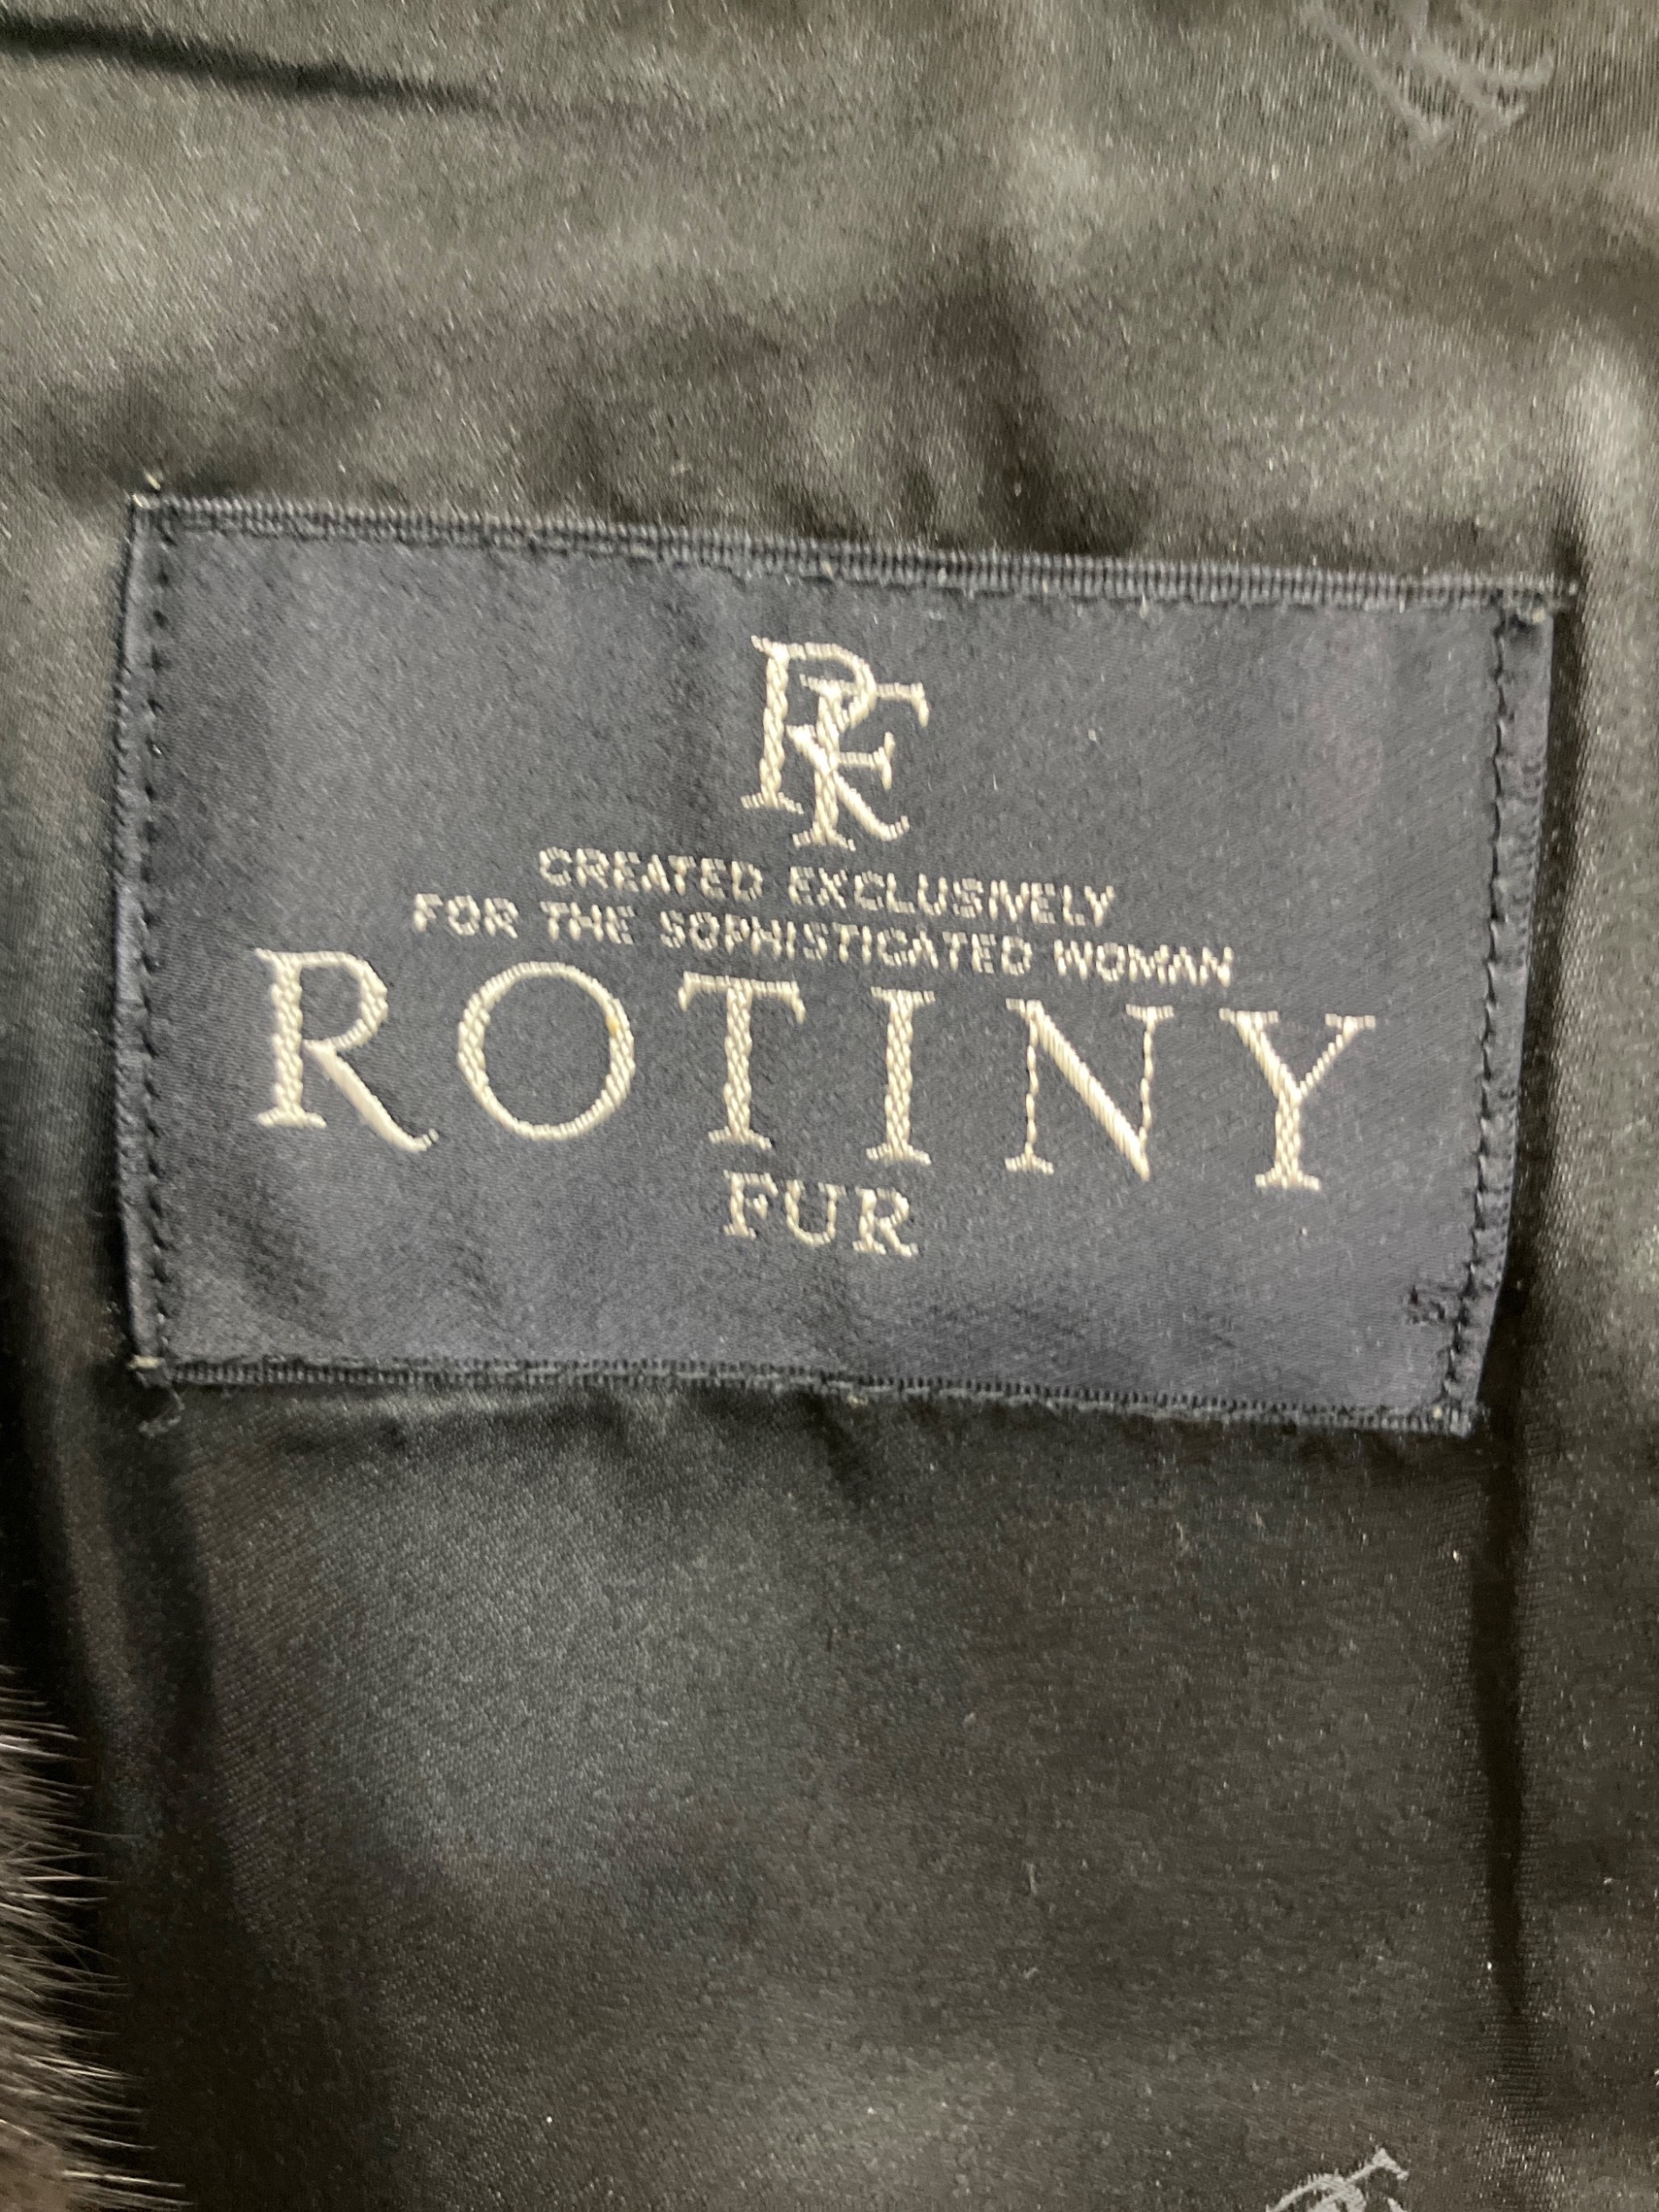 RF
CREATED EXCLUSIVELY
FOR THE SOPHISTICATED WOMAN
ROTINY
FUR